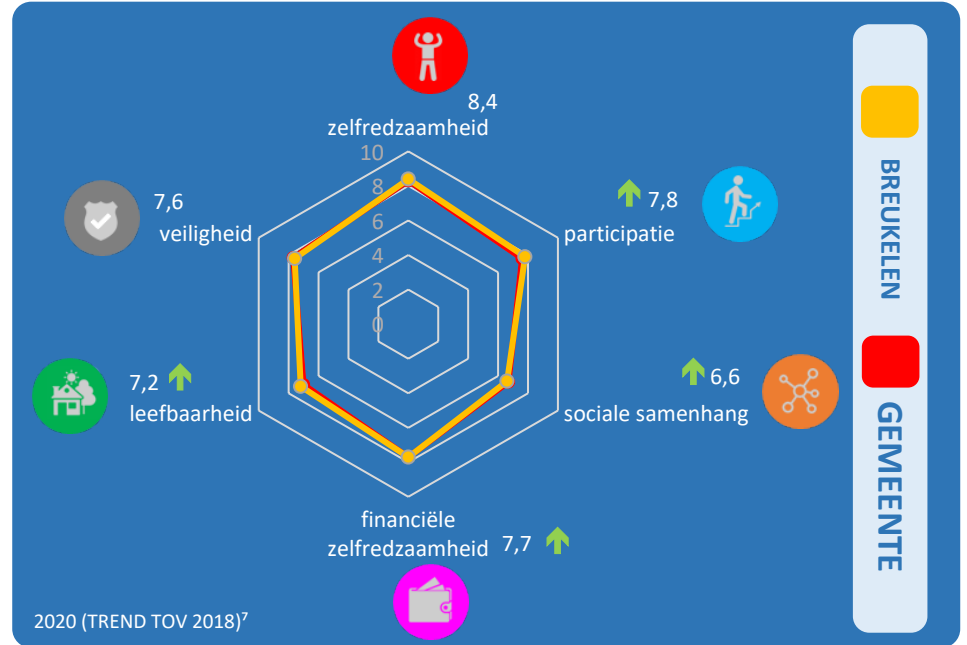 8,4
zelfredzaamheid
10
8
6
4
2
0
7,6
veiligheid
7,8
participatie
7,2
leefbaarheid
6,6
sociale samenhang
financiële
zelfredzaamheid 7,7
2020 (TREND TOV 2018)⁷
BREUKELEN
GEMEENTE